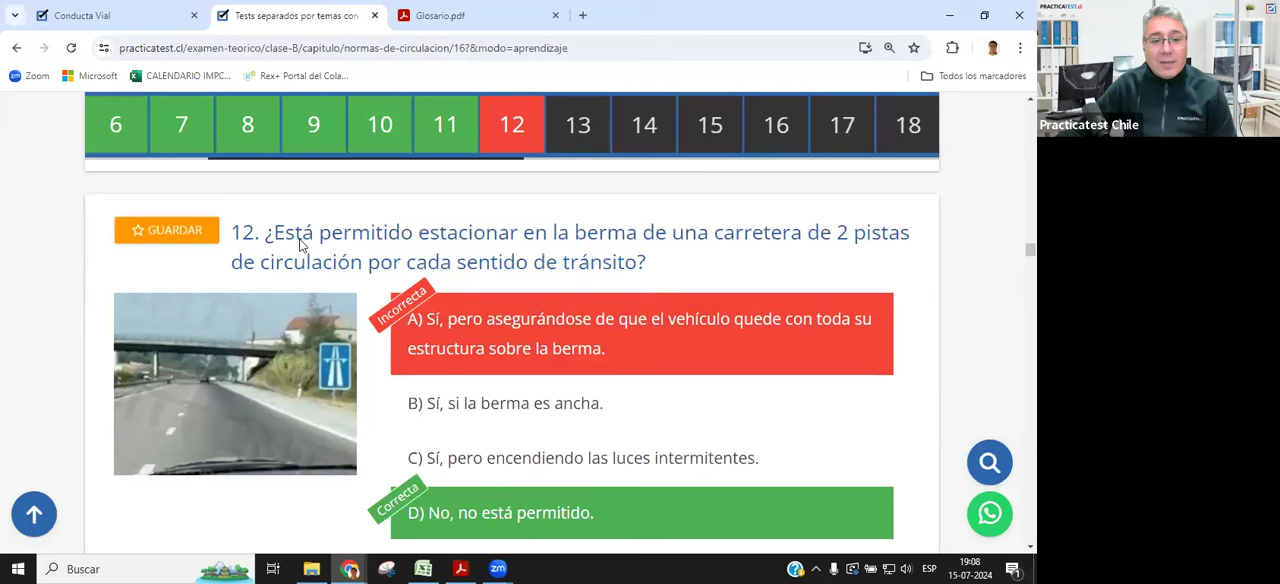 Conducta Vial
Tests separados por temas con
Glosario.pdf
practicatest.cl/examen-teorico/clase-B/capitulo/normas-de-circulacion/16?&modo=aprendizaje
Zoom
Microsoft
CALENDARIO IMPC...
Rex+ Portal del Cola...
Todos los marcadores
PRACTICATEST.cl
Practicatest Chile
6 7 8 9 10 11 12 13 14 15 16 17 18
GUARDAR
12. ¿Está permitido estacionar en la berma de una carretera de 2 pistas
de circulación por cada sentido de tránsito?
Incorrecta
A) Sí, pero asegurándose de que el vehículo quede con toda su
estructura sobre la berma.
B) Sí, si la berma es ancha.
C) Sí, pero encendiendo las luces intermitentes.
Correcta
D) No, no está permitido.
Buscar
ESP
19:08
15-07-2024